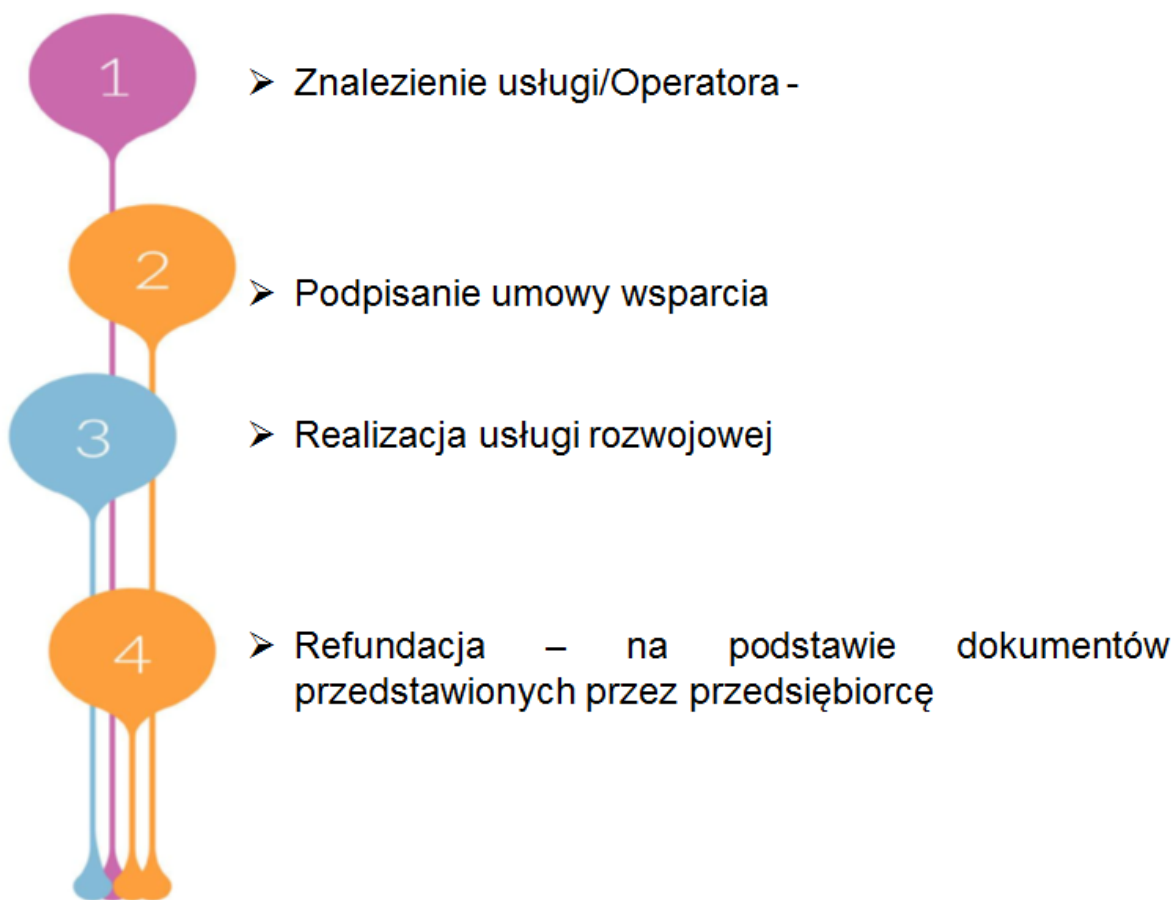 1
➢ Znalezienie usługi/Operatora -
2
➢ Podpisanie umowy wsparcia
3
➢ Realizacja usługi rozwojowej
4
➢ Refundacja – na podstawie dokumentów
przedstawionych przez przedsiębiorcę